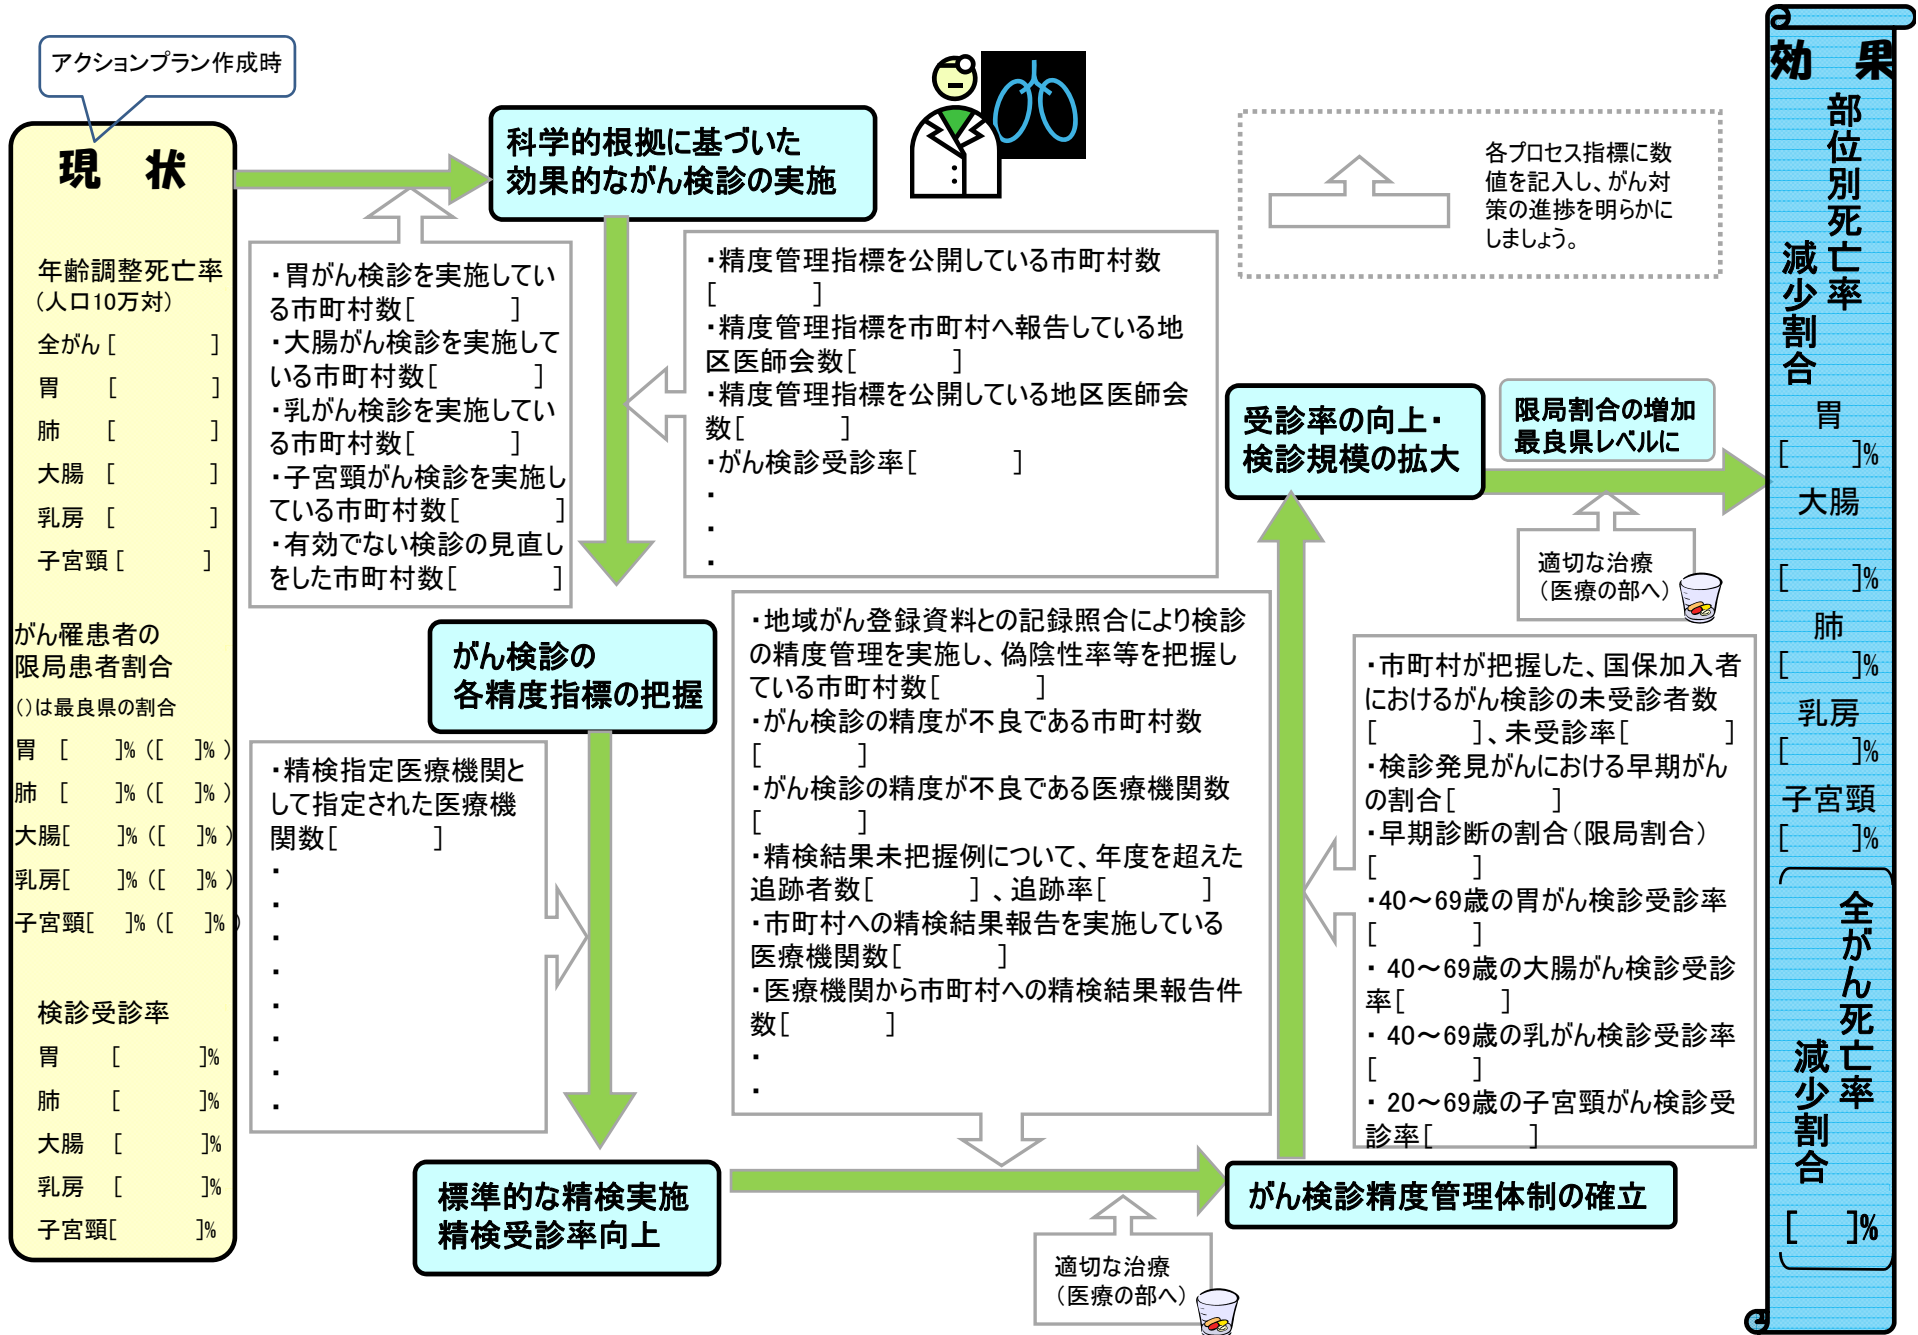 アクションプラン作成時
現　状
年齢調整死亡率
（人口10万対）
全がん［　　　　］
胃　　［　　　　］
肺　　［　　　　］
大腸　［　　　　］
乳房　［　　　　］
子宮頸［　　　　］
がん罹患者の
限局患者割合
（）は最良県の割合
胃　［　　］％（［　　］％）
肺　［　　］％（［　　］％）
大腸［　　］％（［　　］％）
乳房［　　］％（［　　］％）
子宮頸［　　］％（［　　］％）
検診受診率
胃　　［　　　　］％
肺　　［　　　　］％
大腸　［　　　　］％
乳房　［　　　　］％
子宮頸［　　　　］％
科学的根拠に基づいた
効果的ながん検診の実施
・胃がん検診を実施してい
る市町村数［　　　　］
・大腸がん検診を実施して
いる市町村数［　　　　］
・乳がん検診を実施してい
る市町村数［　　　　］
・子宮頸がん検診を実施し
ている市町村数［　　　　］
・有効でない検診の見直し
をした市町村数［　　　　］
・精度管理指標を公開している市町村数
［　　　　］
・精度管理指標を市町村へ報告している地
区医師会数［　　　　］
・精度管理指標を公開している地区医師会
数［　　　　］
・がん検診受診率［　　　　］
・
・
・
各プロセス指標に数
値を記入し、がん対
策の進捗を明らかに
しましょう。
がん検診の
各精度指標の把握
・精検指定医療機関と
して指定された医療機
関数［　　　　］
・
・
・
・
・
・
・
・
・地域がん登録資料との記録照合により検診
の精度管理を実施し、偽陰性率等を把握し
ている市町村数［　　　　］
・がん検診の精度が不良である市町村数
［　　　　］
・がん検診の精度が不良である医療機関数
［　　　　］
・精検結果未把握例について、年度を超えた
追跡者数［　　　　］、追跡率［　　　　］
・市町村への精検結果報告を実施している
医療機関数［　　　　］
・医療機関から市町村への精検結果報告件
数［　　　　］
・
・
標準的な精検実施
精検受診率向上
適切な治療
（医療の部へ）
がん検診精度管理体制の確立
・市町村が把握した、国保加入者
におけるがん検診の未受診者数
［　　　　］、未受診率［　　　　］
・検診発見がんにおける早期がん
の割合［　　　　］
・早期診断の割合（限局割合）
［　　　　］
・40～69歳の胃がん検診受診率
［　　　　］
・ 40～69歳の大腸がん検診受診
率［　　　　］
・ 40～69歳の乳がん検診受診率
［　　　　］
・ 20～69歳の子宮頸がん検診受
診率［　　　　］
受診率の向上・
検診規模の拡大
限局割合の増加
最良県レベルに
適切な治療
（医療の部へ）
効　果
部位別死亡率
減少割合
胃
［　　］％
大腸
［　　］％
肺
［　　］％
乳房
［　　］％
子宮頸
［　　］％
全がん死亡率
減少割合
［　　］％